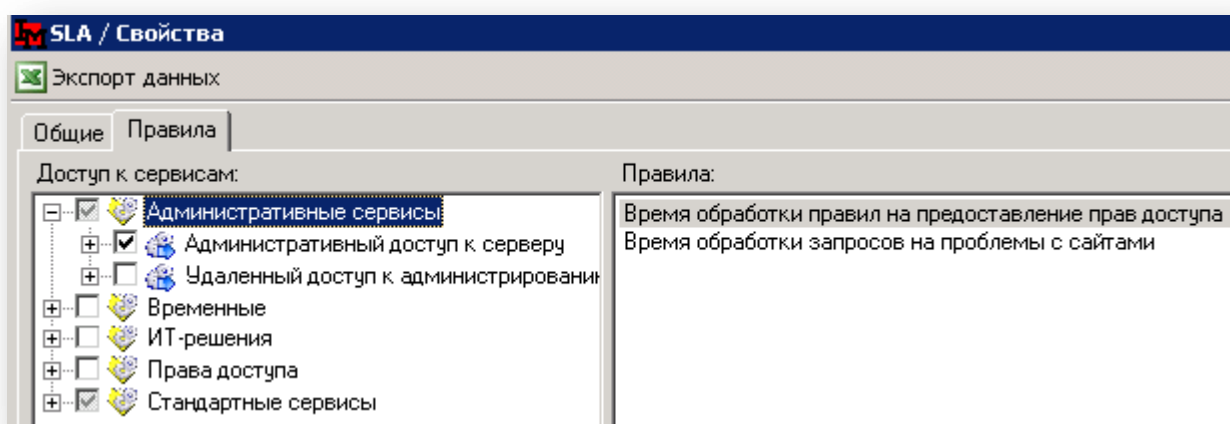 SLA / Свойства
Экспорт данных
Общие Правила
Доступ к сервисам:
Административные сервисы
Административный доступ к серверу
Удаленный доступ к администрировани
Временные
ИТ-решения
Права доступа
Стандартные сервисы
Правила:
Время обработки правил на предоставление прав доступа
Время обработки запросов на проблемы с сайтами